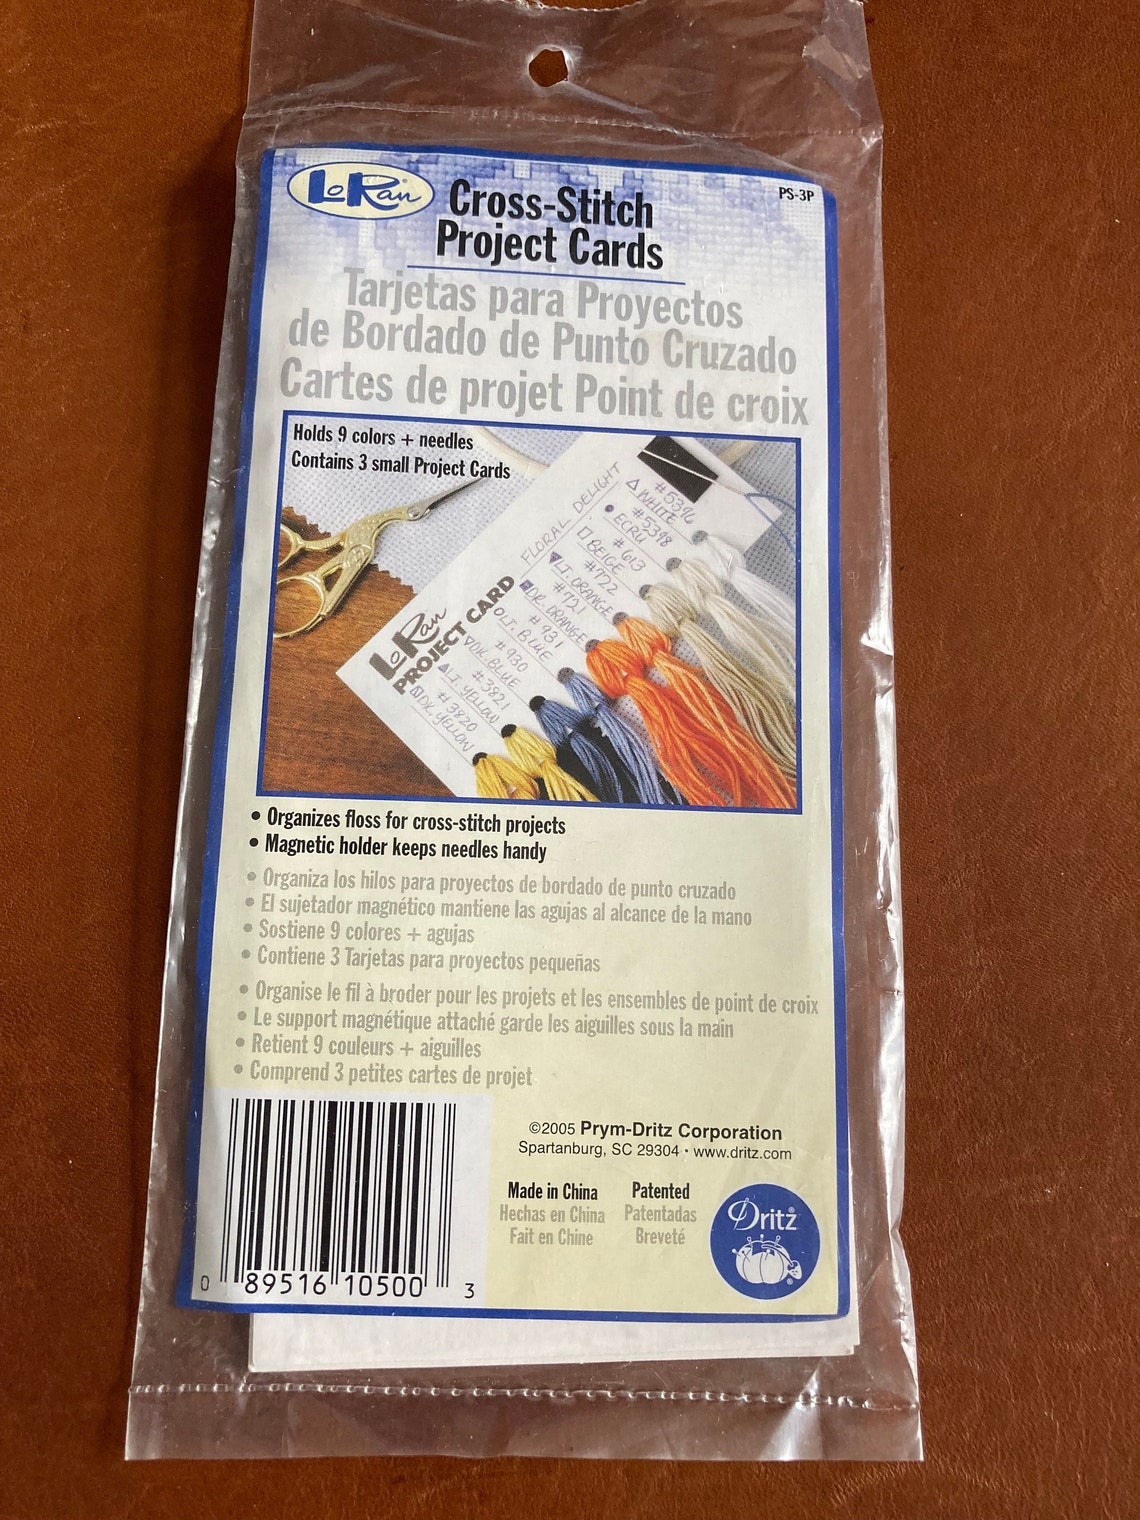 LoRan®
Cross-Stitch
Project Cards
PS-3P
Tarjetas para Proyectos
de Bordado de Punto Cruzado
Cartes de projet Point de croix
Holds 9 colors + needles
Contains 3 small Project Cards
LoRan
PROJECT CARD
FLORAL DELIGHT
#5396
WHITE
#5398
ECRU
#613
BEIGE
#722
LT. ORANGE
#721
DK. ORANGE
#931
LT. BLUE
#930
DK. BLUE
#3821
LT. YELLOW
#3820
DK. YELLOW
• Organizes floss for cross-stitch projects
• Magnetic holder keeps needles handy
• Organiza los hilos para proyectos de bordado de punto cruzado
• El sujetador magnético mantiene las agujas al alcance de la mano
• Sostiene 9 colores + agujas
• Contiene 3 Tarjetas para proyectos pequeñas
• Organise le fil à broder pour les projets et les ensembles de point de croix
• Le support magnétique attaché garde les aiguilles sous la main
• Retient 9 couleurs + aiguilles
• Comprend 3 petites cartes de projet
©2005 Prym-Dritz Corporation
Spartanburg, SC 29304 • www.dritz.com
Made in China
Hechas en China
Fait en Chine
Patented
Patentadas
Breveté
Dritz®
0 89516 10500 3